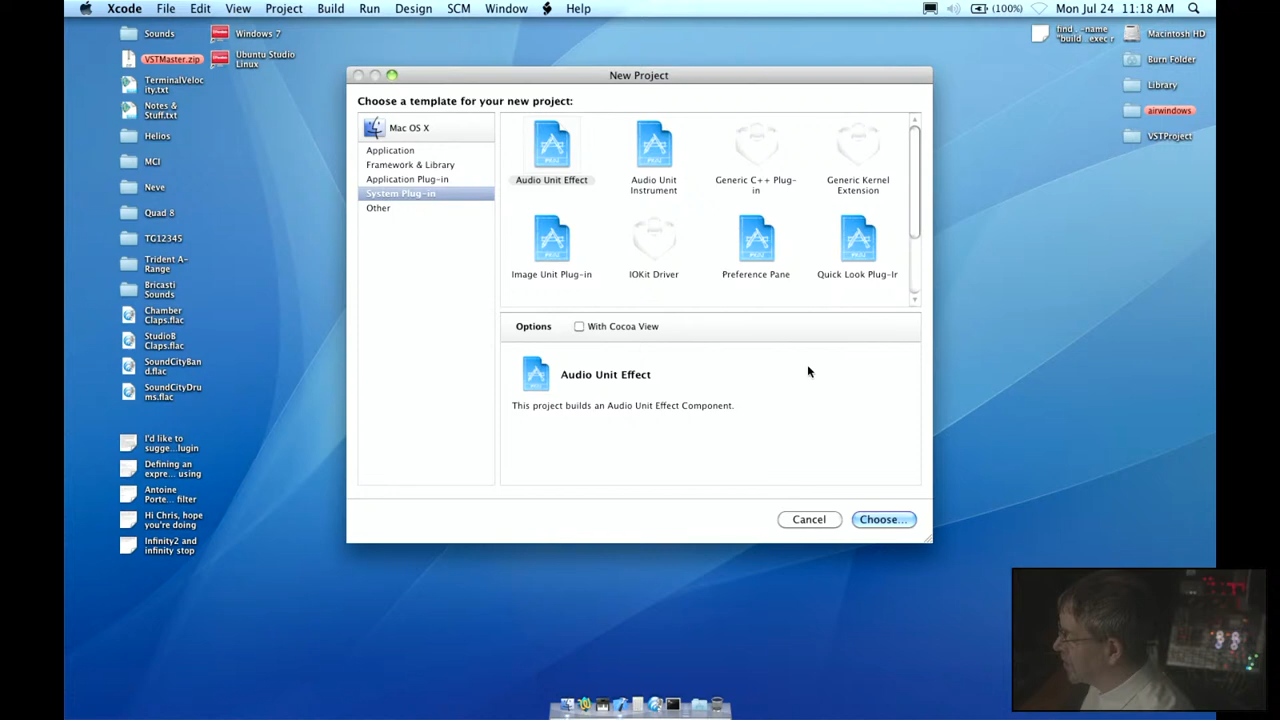 Xcode File Edit View Project Build Run Design SCM Window Help (100%) Mon Jul 24 11:18 AM
Sounds
VSTMaster.zip
TerminalVeloc
ity.txt
Notes &
Stuff.txt
Helios
MCI
Neve
Quad 8
TG12345
Trident A-
Range
Bricasti
Sounds
Chamber
Claps.flac
StudioB
Claps.flac
SoundCityBan
d.flac
SoundCityDru
ms.flac
I'd like to
sugge...lugin
Defining an
expre... using
Antoine
Porte... filter
Hi Chris, hope
you're doing
Infinity2 and
infinity stop
Windows 7
Ubuntu Studio
Linux
New Project
Choose a template for your new project:
Mac OS X
Application
Framework & Library
Application Plug-in
System Plug-in
Other
Audio Unit Effect
Audio Unit
Instrument
Generic C++ Plug-
in
Generic Kernel
Extension
Image Unit Plug-in
IOKit Driver
Preference Pane
Quick Look Plug-Ir
Options
With Cocoa View
Audio Unit Effect
This project builds an Audio Unit Effect Component.
Cancel
Choose...
find . -name
"build...exec r
Macintosh HD
Burn Folder
Library
airwindows
VSTProject